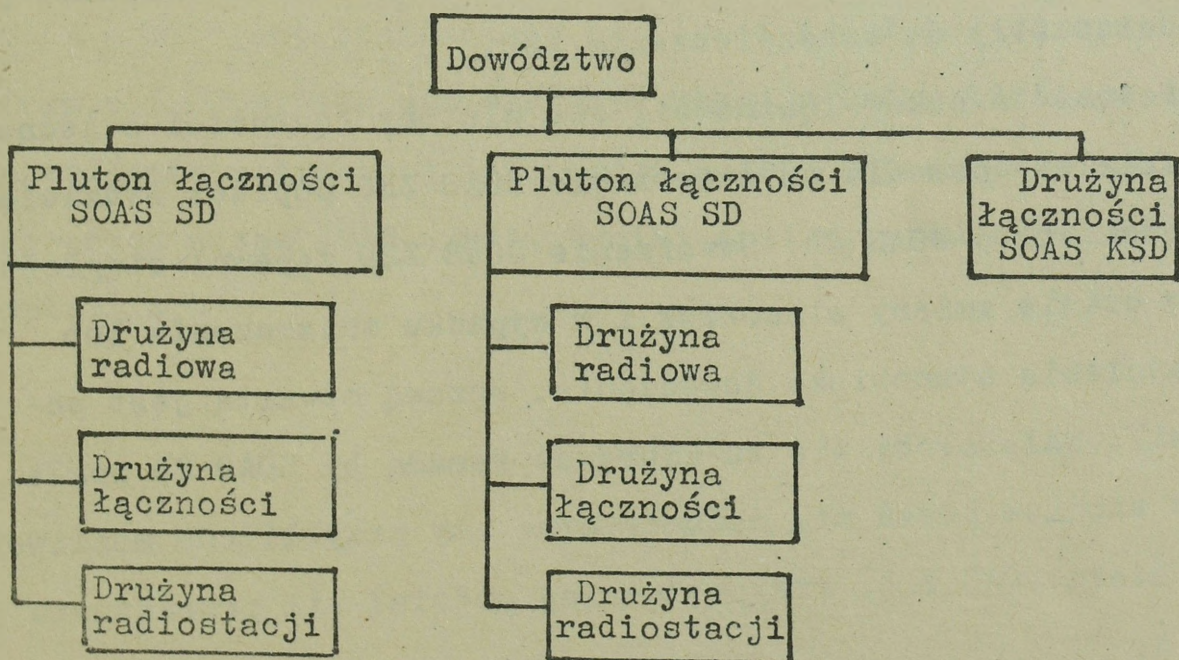 Dowództwo
Pluton łączności
SOAS SD
Pluton łączności
SOAS SD
Drużyna
łączności
SOAS KSD
Drużyna
radiowa
Drużyna
radiowa
Drużyna
łączności
Drużyna
łączności
Drużyna
radiostacji
Drużyna
radiostacji